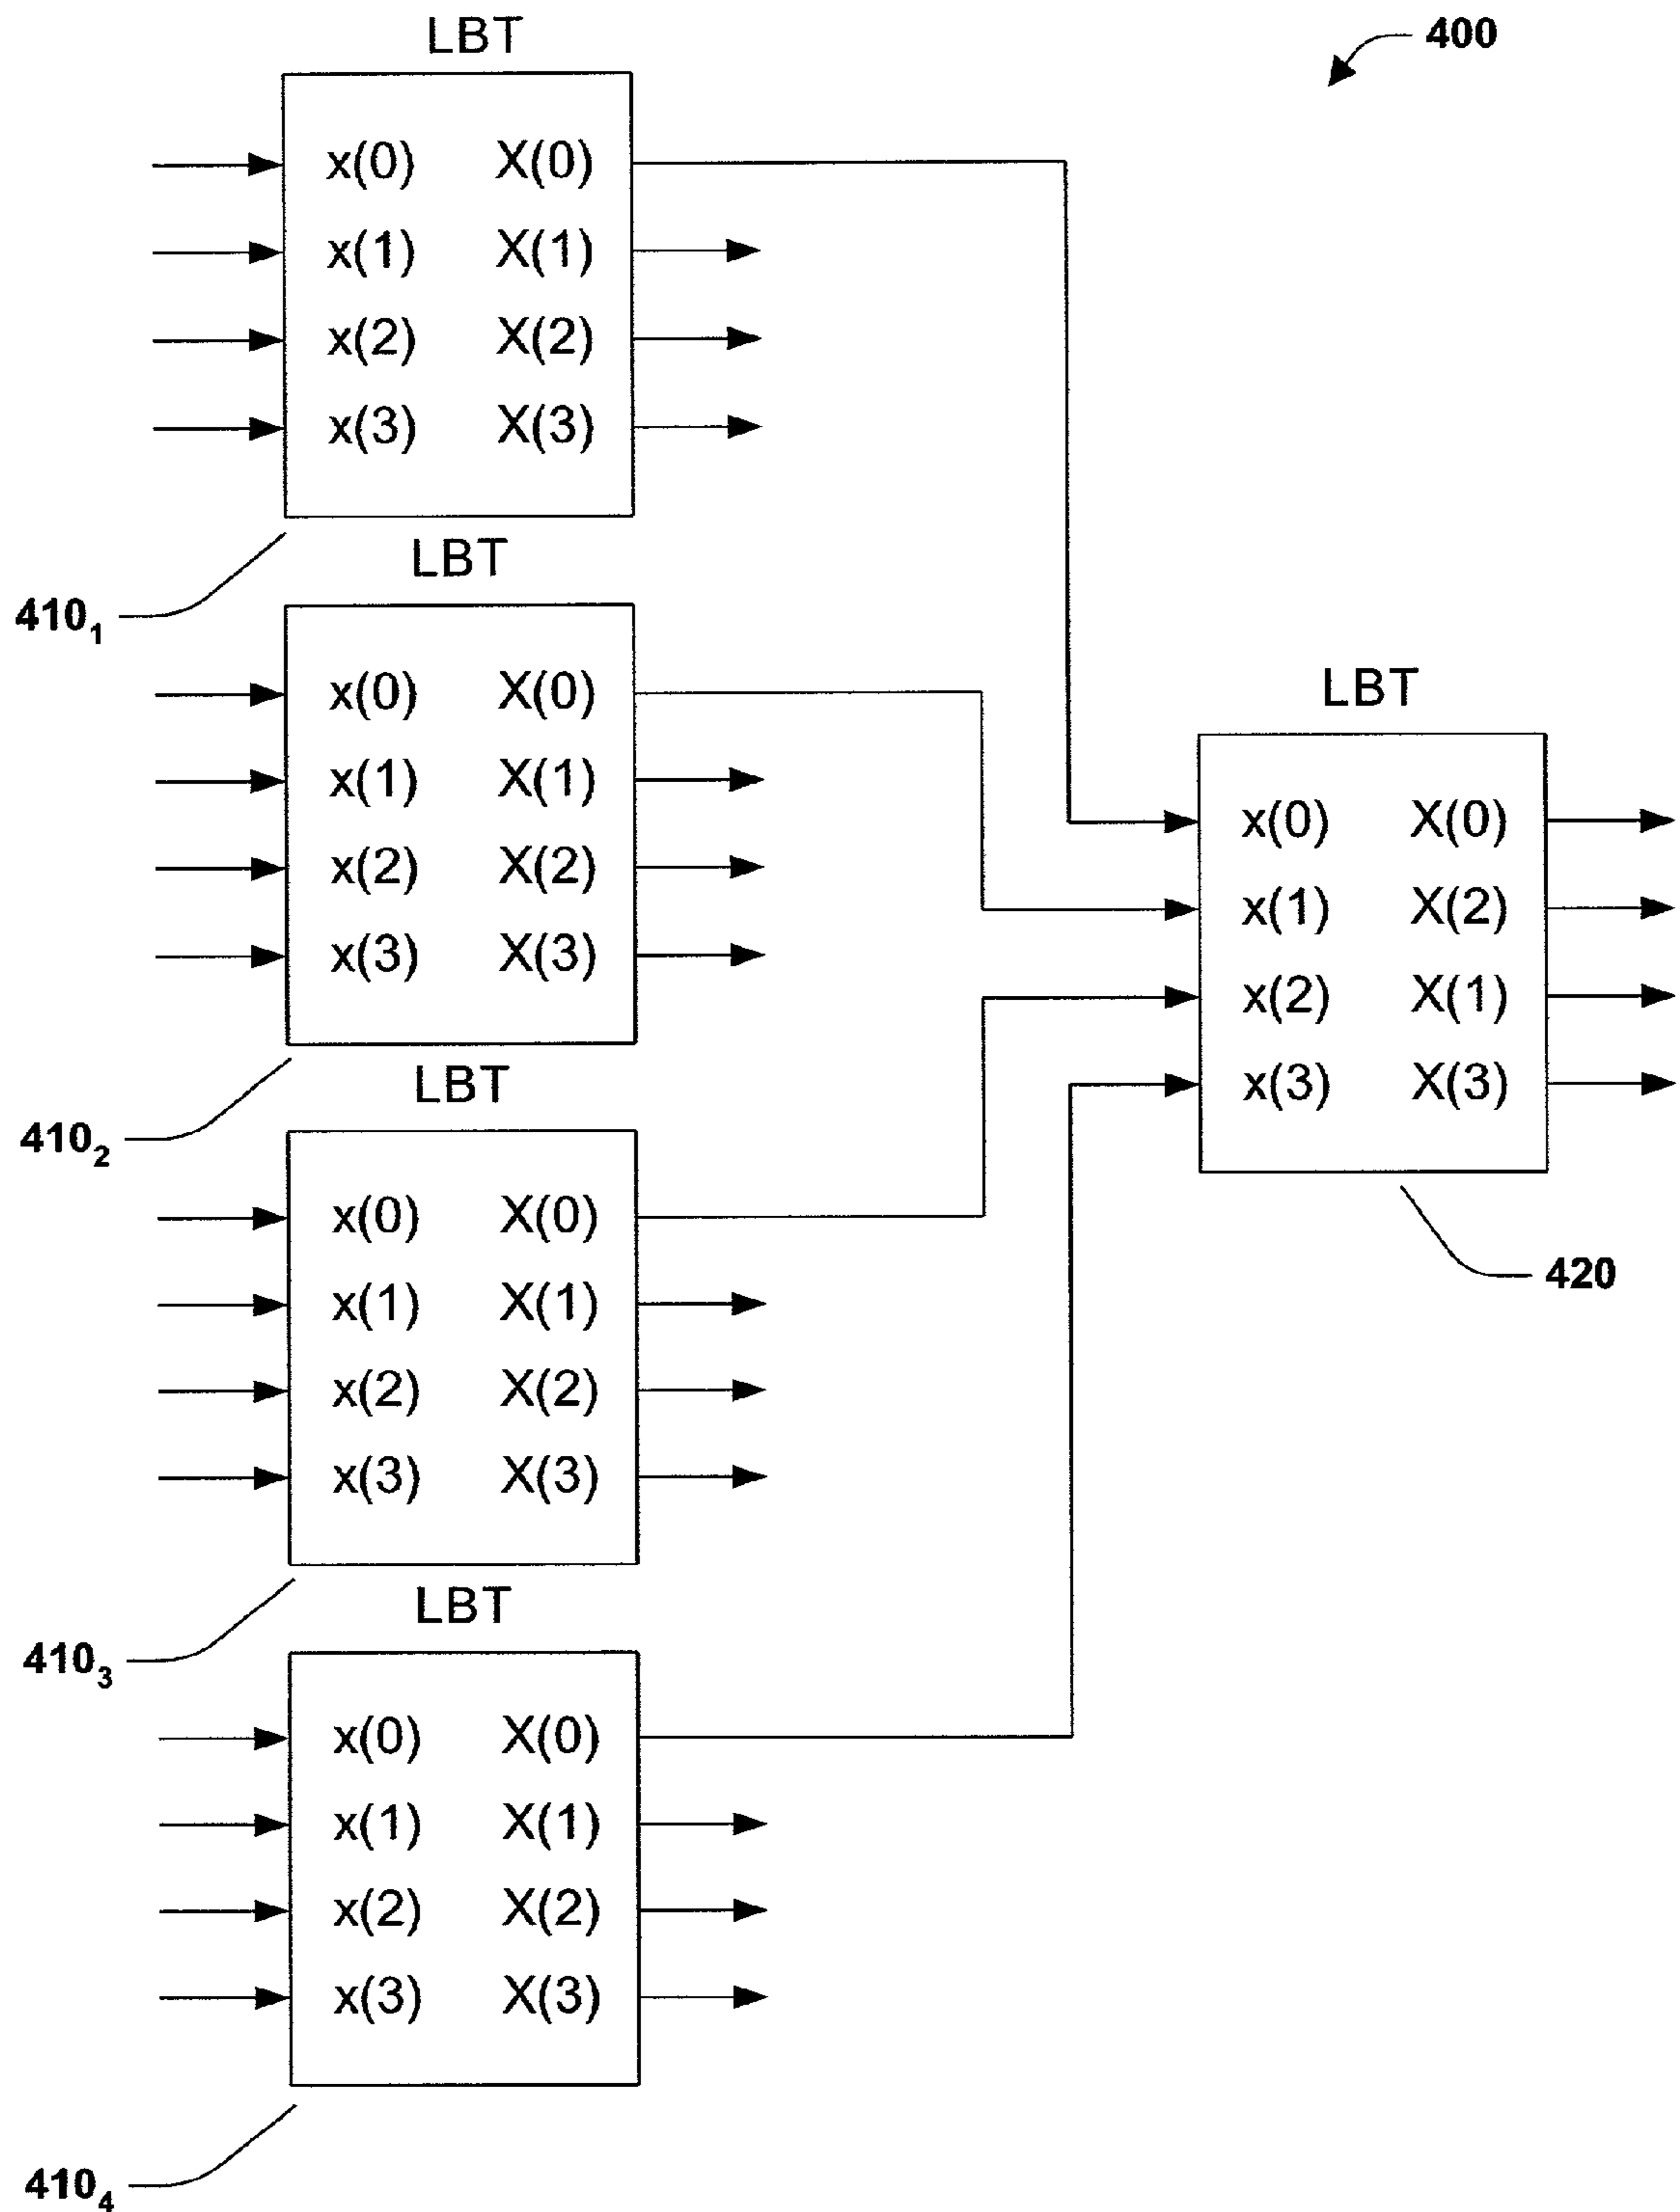 LBT
400
x(0) X(0)
x(1) X(1)
x(2) X(2)
x(3) X(3)
410₁
LBT
x(0) X(0)
x(1) X(1)
x(2) X(2)
x(3) X(3)
410₂
LBT
x(0) X(0)
x(1) X(2)
x(2) X(1)
x(3) X(3)
420
LBT
x(0) X(0)
x(1) X(1)
x(2) X(2)
x(3) X(3)
410₃
LBT
x(0) X(0)
x(1) X(1)
x(2) X(2)
x(3) X(3)
410₄